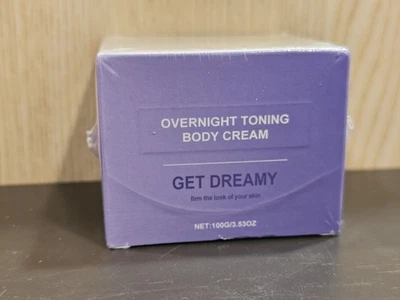 OVERNIGHT TONING
BODY CREAM
GET DREAMY
firm the look of your skin
NET:100G/3.53OZ